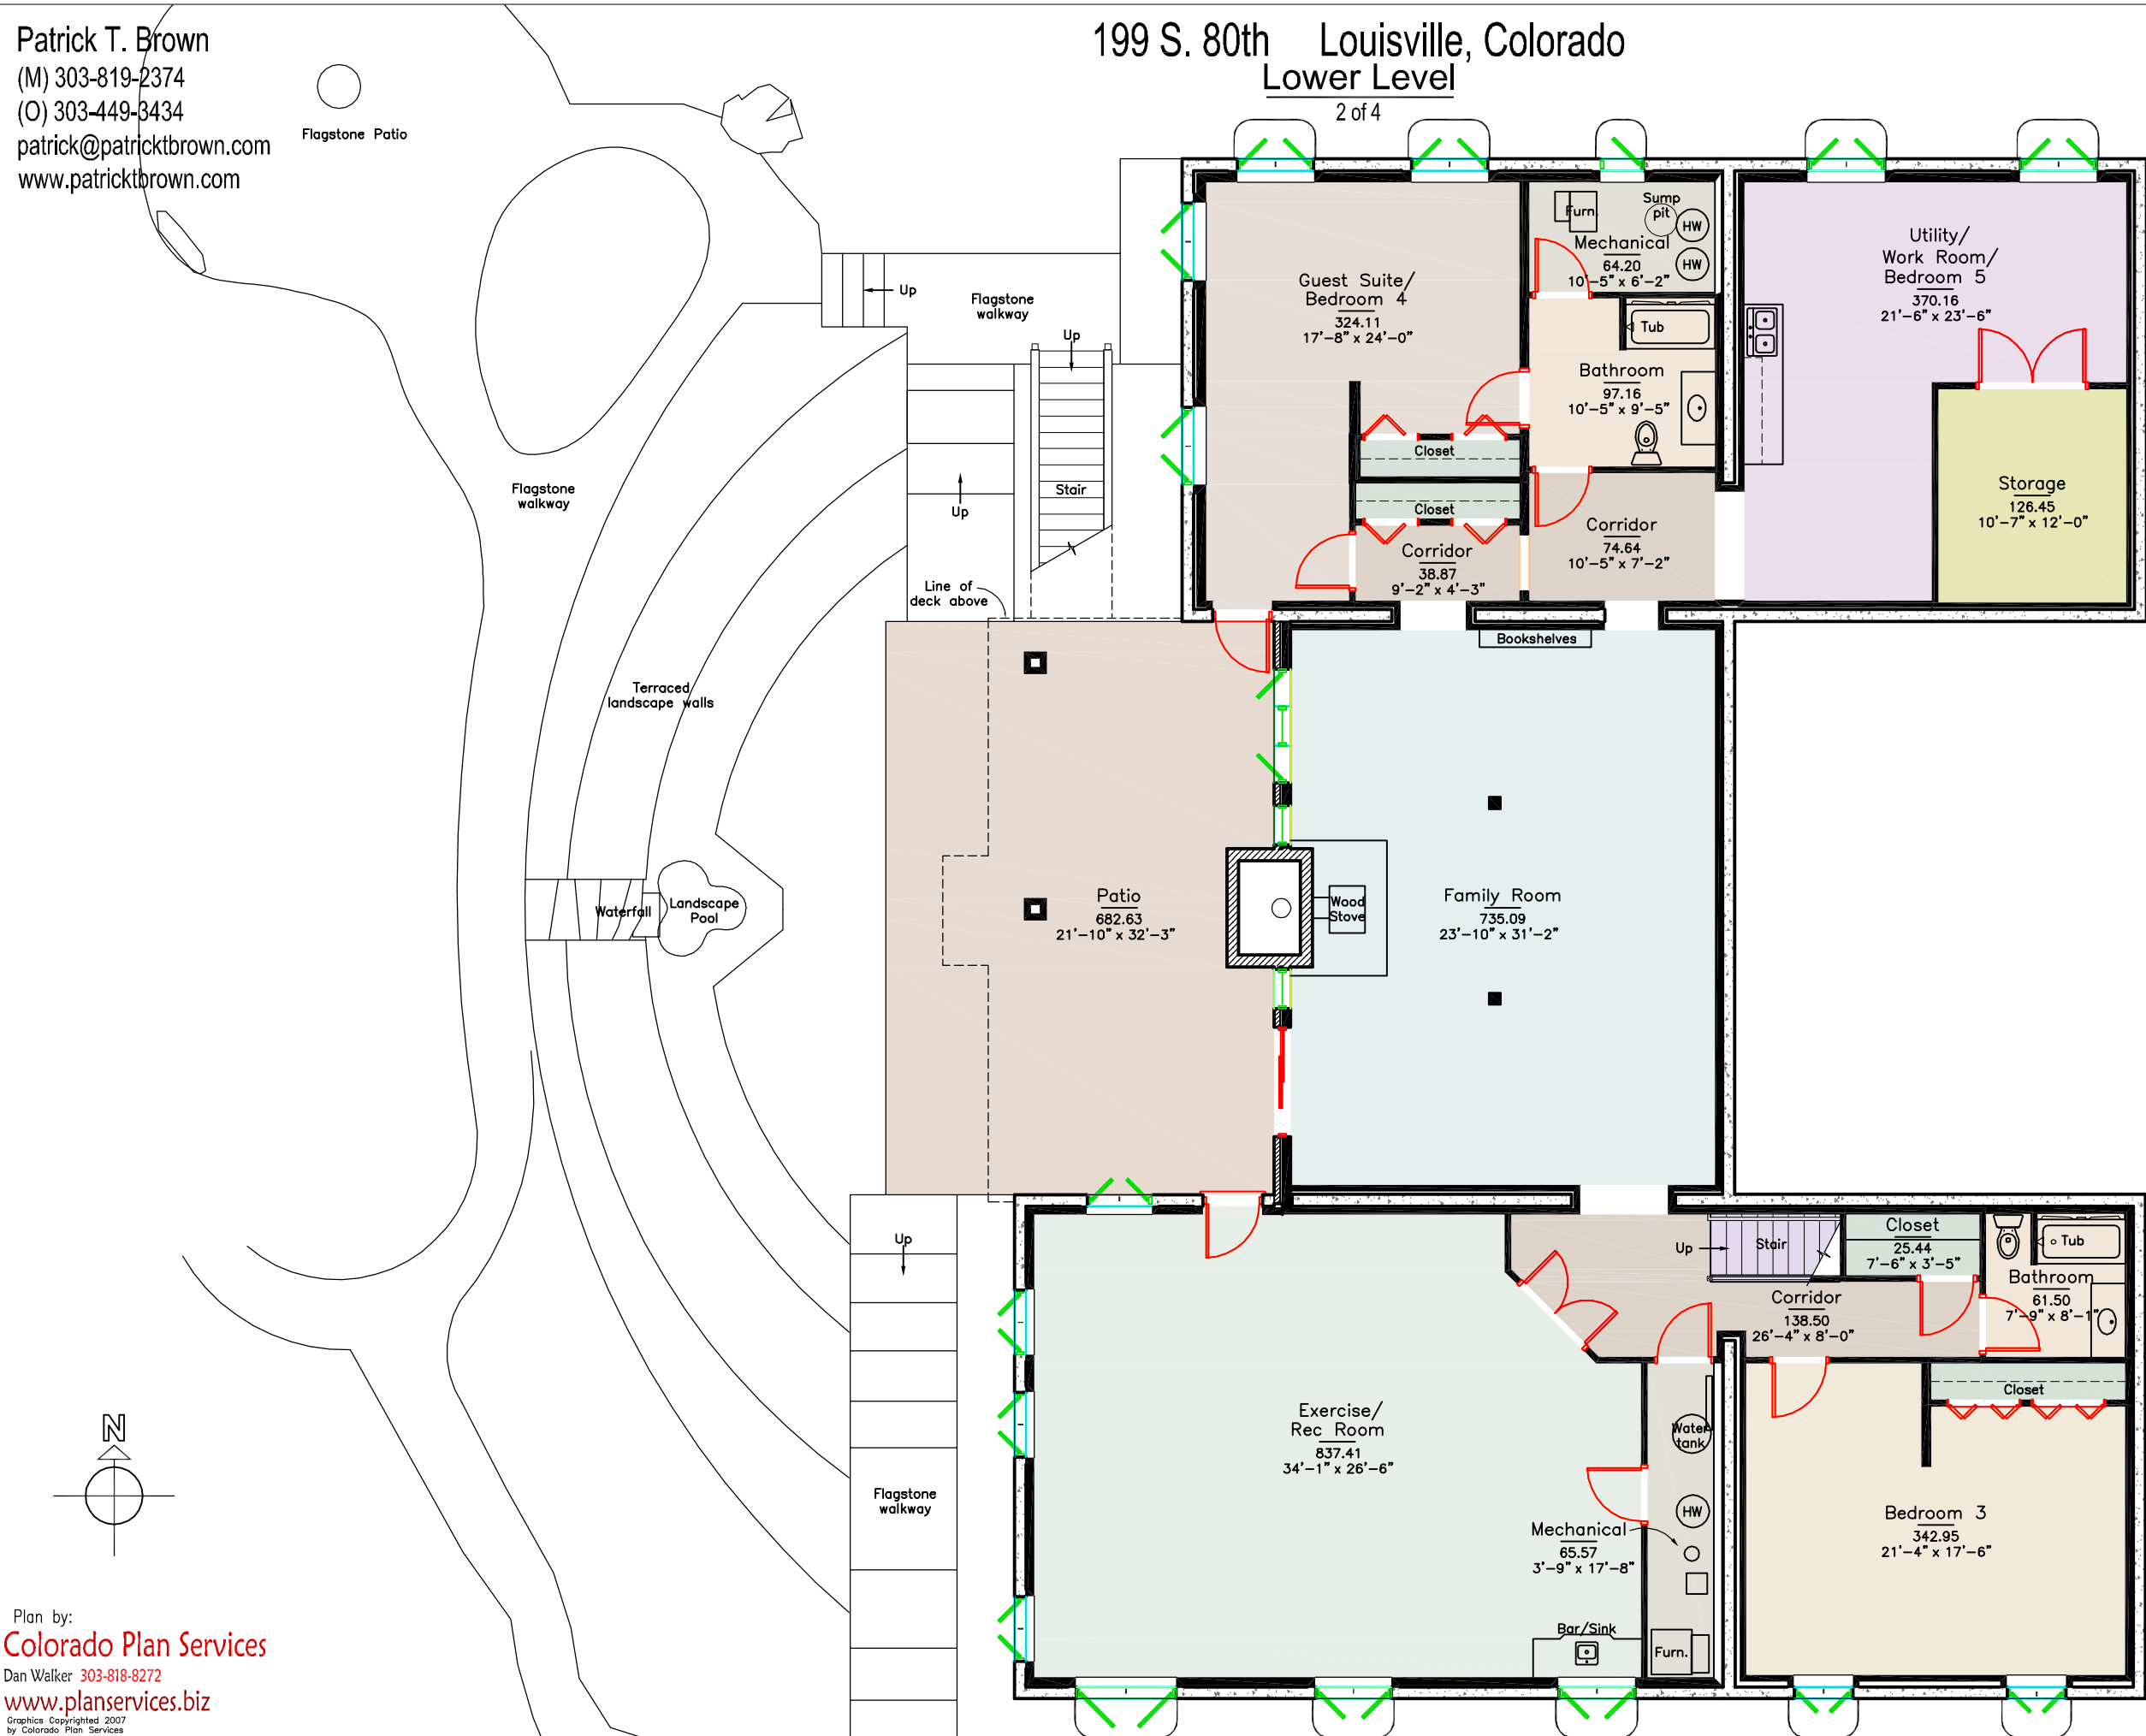 Patrick T. Brown
(M) 303-819-2374
(O) 303-449-3434
patrick@patricktbrown.com
www.patricktbrown.com
199 S. 80th Louisville, Colorado
Lower Level
2 of 4
Flagstone Patio
Up
Flagstone
walkway
Up
Stair
Up
Flagstone
walkway
Line of
deck above
Terraced
landscape walls
Waterfall
Landscape
Pool
Guest Suite/
Bedroom 4
324.11
17'-8" x 24'-0"
Closet
Closet
Furn.
Sump
pit
HW
HW
Mechanical
64.20
10'-5" x 6'-2"
Tub
Bathroom
97.16
10'-5" x 9'-5"
Corridor
74.64
10'-5" x 7'-2"
Corridor
38.87
9'-2" x 4'-3"
Utility/
Work Room/
Bedroom 5
370.16
21'-6" x 23'-6"
Storage
126.45
10'-7" x 12'-0"
Bookshelves
Patio
682.63
21'-10" x 32'-3"
Wood
Stove
Family Room
735.09
23'-10" x 31'-2"
Up
Flagstone
walkway
Up
Stair
Closet
25.44
7'-6" x 3'-5"
Tub
Bathroom
61.50
7'-9" x 8'-1"
Corridor
138.50
26'-4" x 8'-0"
Closet
Exercise/
Rec Room
837.41
34'-1" x 26'-6"
Water
tank
HW
Mechanical
65.57
3'-9" x 17'-8"
Bar/Sink
Furn.
Bedroom 3
342.95
21'-4" x 17'-6"
N
Plan by:
Colorado Plan Services
Dan Walker 303-818-8272
www.planservices.biz
Graphics Copyrighted 2007
by Colorado Plan Services